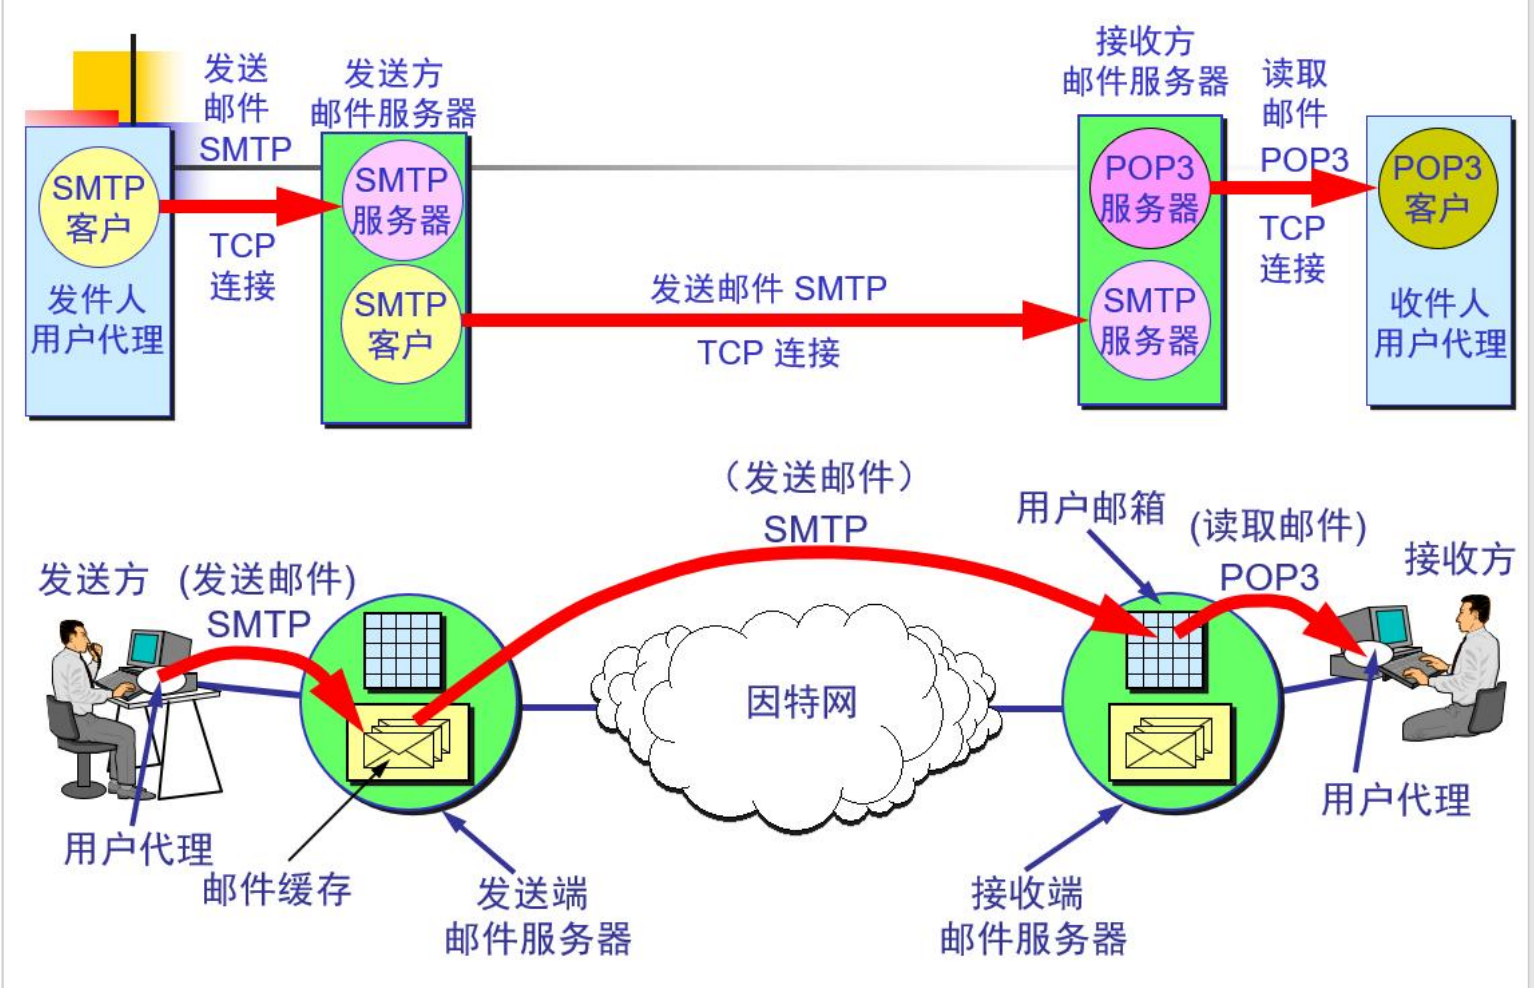 发送
邮件
SMTP
发送方
邮件服务器
接收方
邮件服务器
读取
邮件
POP3
SMTP
客户
SMTP
服务器
POP3
服务器
POP3
客户
TCP
连接
TCP
连接
发件人
用户代理
SMTP
客户
发送邮件 SMTP
TCP 连接
SMTP
服务器
收件人
用户代理
（发送邮件）
SMTP
用户邮箱
(读取邮件)
POP3
接收方
发送方
(发送邮件)
SMTP
因特网
用户代理
邮件缓存
发送端
邮件服务器
接收端
邮件服务器
用户代理